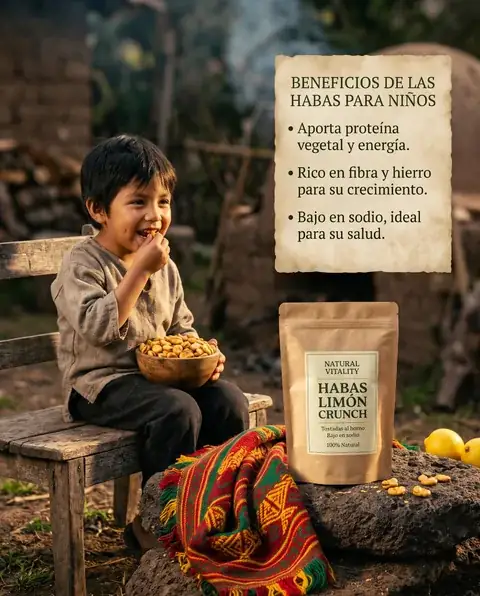 BENEFICIOS DE LAS
HABAS PARA NIÑOS
• Aporta proteína
vegetal y energía.
• Rico en fibra y hierro
para su crecimiento.
• Bajo en sodio, ideal
para su salud.
NATURAL
VITALITY
HABAS
LIMÓN
CRUNCH
Tostadas al horno
Bajo en sodio
100% Natural